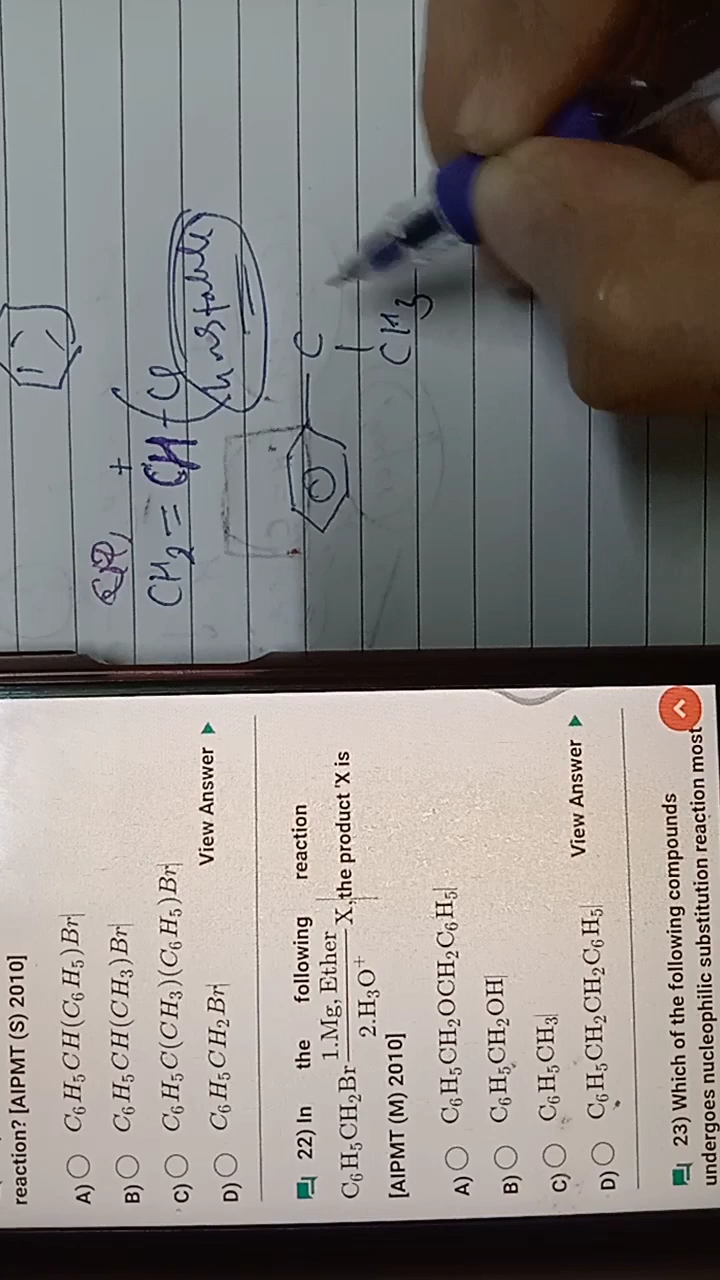 CH2 = CH + Cl
unstable
C
CH3
reaction? [AIPMT (S) 2010]
A) C₆H₅CH(C₆H₅)Br|
B) C₆H₅CH(CH₃)Br|
C) C₆H₅C(CH₃)(C₆H₅)Br|
D) C₆H₅CH₂Br|
View Answer
22) In the following reaction
C₆H₅CH₂Br 1.Mg, Ether / 2.H₃O⁺ X,|the product 'X is
[AIPMT (M) 2010]
A) C₆H₅CH₂OCH₂C₆H₅|
B) C₆H₅CH₂OH|
C) C₆H₅CH₃|
D) C₆H₅CH₂CH₂C₆H₅|
View Answer
23) Which of the following compounds
undergoes nucleophilic substitution reaction most